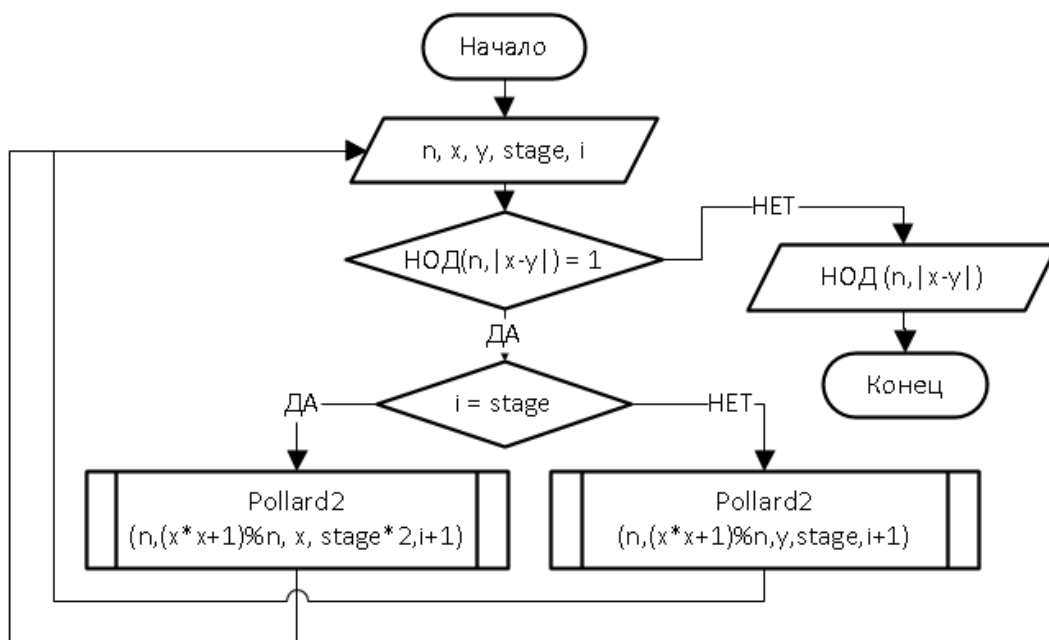 Начало
n, x, y, stage, i
НЕТ
НОД(n,|x-y|) = 1
НОД (n,|x-y|)
ДА
Конец
i = stage
ДА
НЕТ
Pollard2
(n,(x*x+1)%n, x, stage*2,i+1)
Pollard2
(n,(x*x+1)%n,y,stage,i+1)